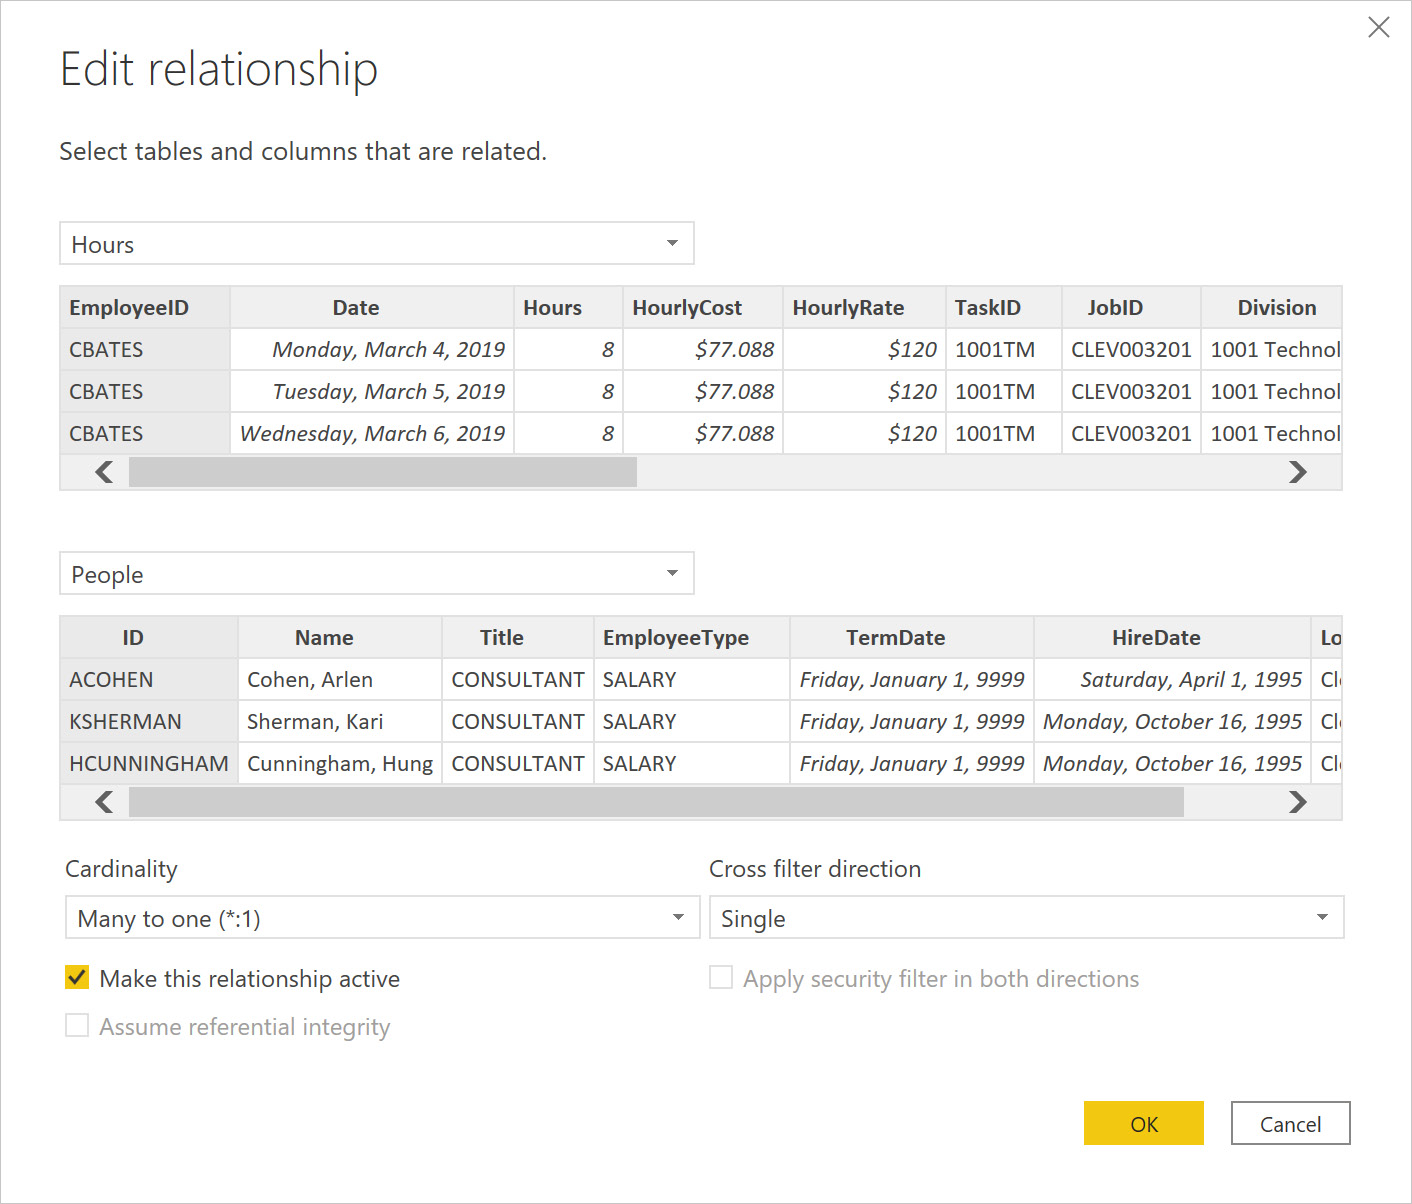 Edit relationship
Select tables and columns that are related.
Hours
EmployeeID Date Hours HourlyCost HourlyRate TaskID JobID Division
CBATES Monday, March 4, 2019 8 $77.088 $120 1001TM CLEV003201 1001 Technol
CBATES Tuesday, March 5, 2019 8 $77.088 $120 1001TM CLEV003201 1001 Technol
CBATES Wednesday, March 6, 2019 8 $77.088 $120 1001TM CLEV003201 1001 Technol
People
ID Name Title EmployeeType TermDate HireDate Lo
ACOHEN Cohen, Arlen CONSULTANT SALARY Friday, January 1, 9999 Saturday, April 1, 1995 Cl
KSHERMAN Sherman, Kari CONSULTANT SALARY Friday, January 1, 9999 Monday, October 16, 1995 Cl
HCUNNINGHAM Cunningham, Hung CONSULTANT SALARY Friday, January 1, 9999 Monday, October 16, 1995 Cl
Cardinality Cross filter direction
Many to one (*:1) Single
Make this relationship active Apply security filter in both directions
Assume referential integrity
OK Cancel